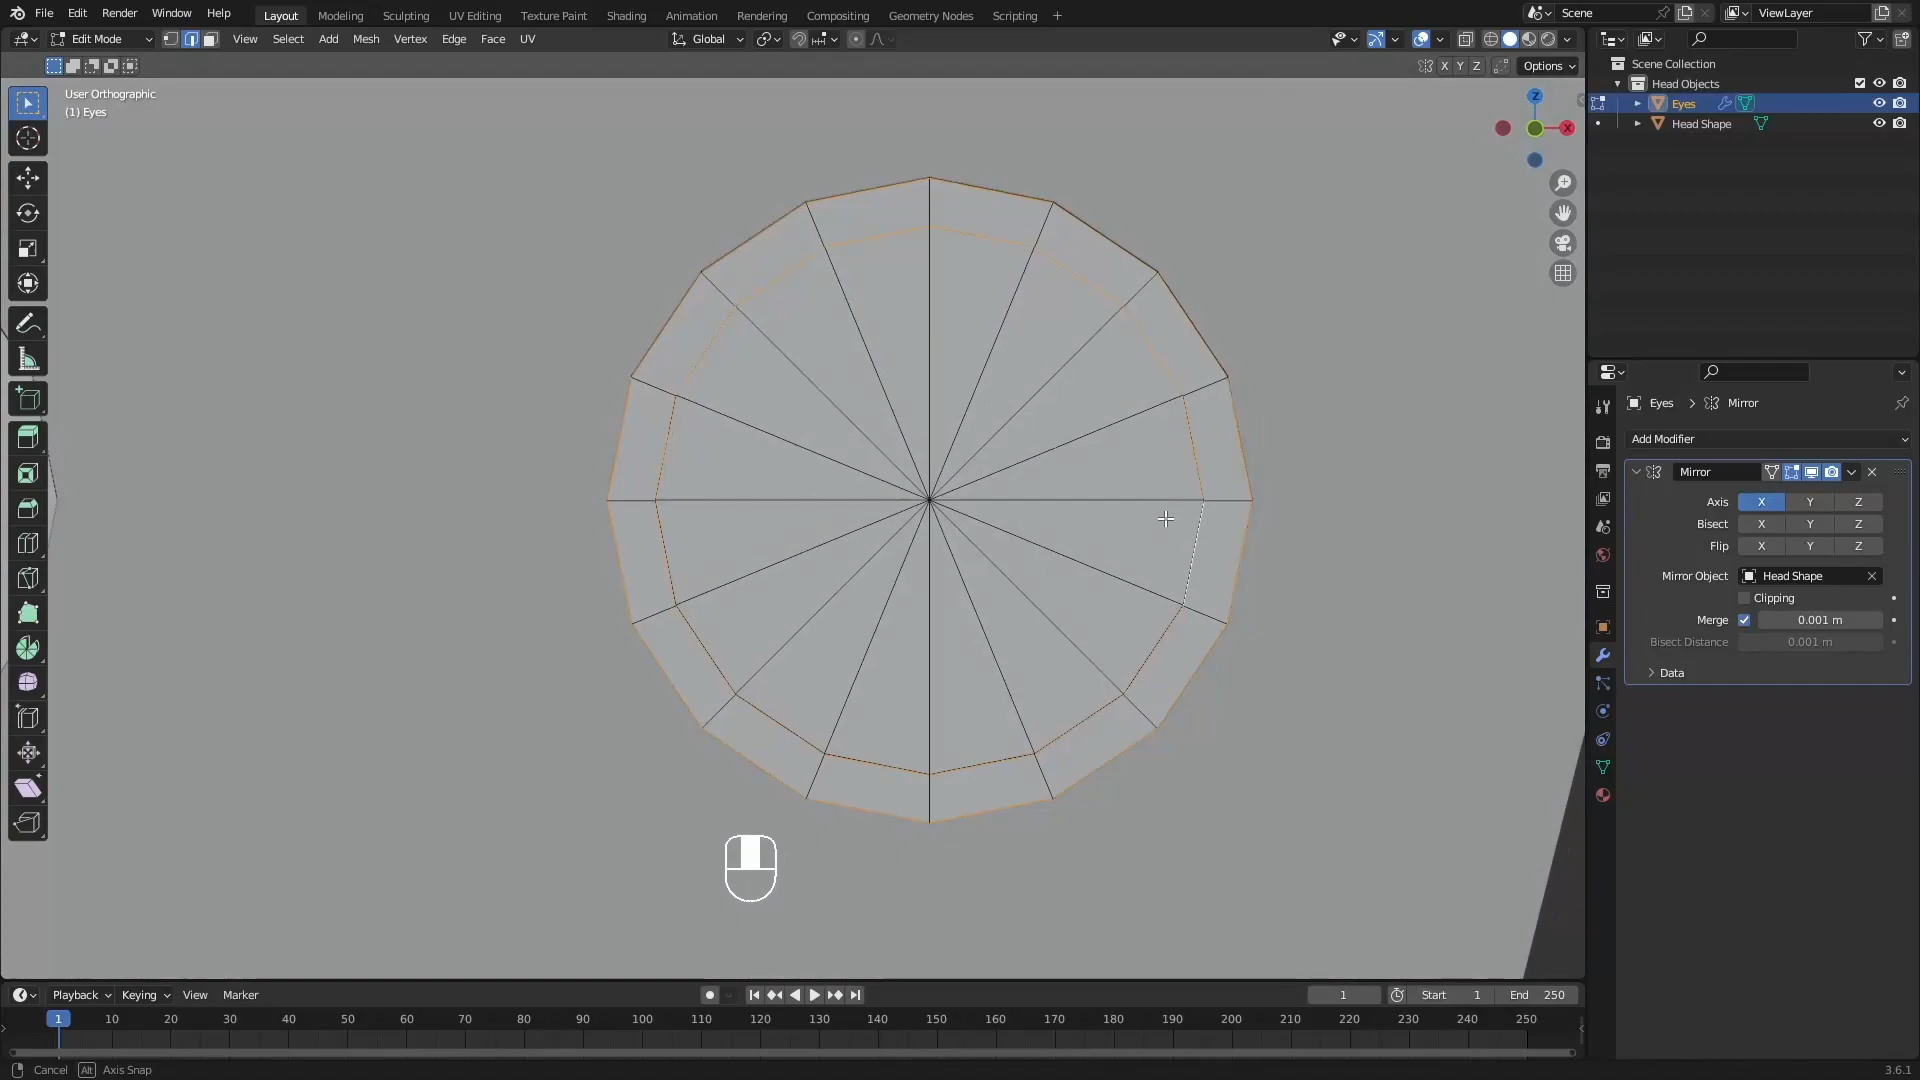 File Edit Render Window Help Layout Modeling Sculpting UV Editing Texture Paint Shading Animation Rendering Compositing Geometry Nodes Scripting + Scene ViewLayer
Edit Mode View Select Add Mesh Vertex Edge Face UV Global
X Y Z Options
User Orthographic
(1) Eyes
Z
X
Scene Collection
Head Objects
Eyes
Head Shape
Eyes > Mirror
Add Modifier
Mirror
Axis X Y Z
Bisect X Y Z
Flip X Y Z
Mirror Object Head Shape
Clipping
Merge 0.001 m
Bisect Distance 0.001 m
Data
Playback Keying View Marker 1 Start 1 End 250
1 10 20 30 40 50 60 70 80 90 100 110 120 130 140 150 160 170 180 190 200 210 220 230 240 250
Cancel Alt Axis Snap 3.6.1